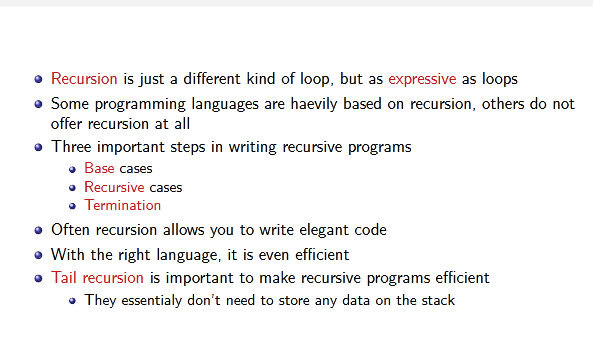 Recursion is just a different kind of loop, but as expressive as loops
Some programming languages are haevily based on recursion, others do not
offer recursion at all
Three important steps in writing recursive programs
Base cases
Recursive cases
Termination
Often recursion allows you to write elegant code
With the right language, it is even efficient
Tail recursion is important to make recursive programs efficient
They essentialy don't need to store any data on the stack